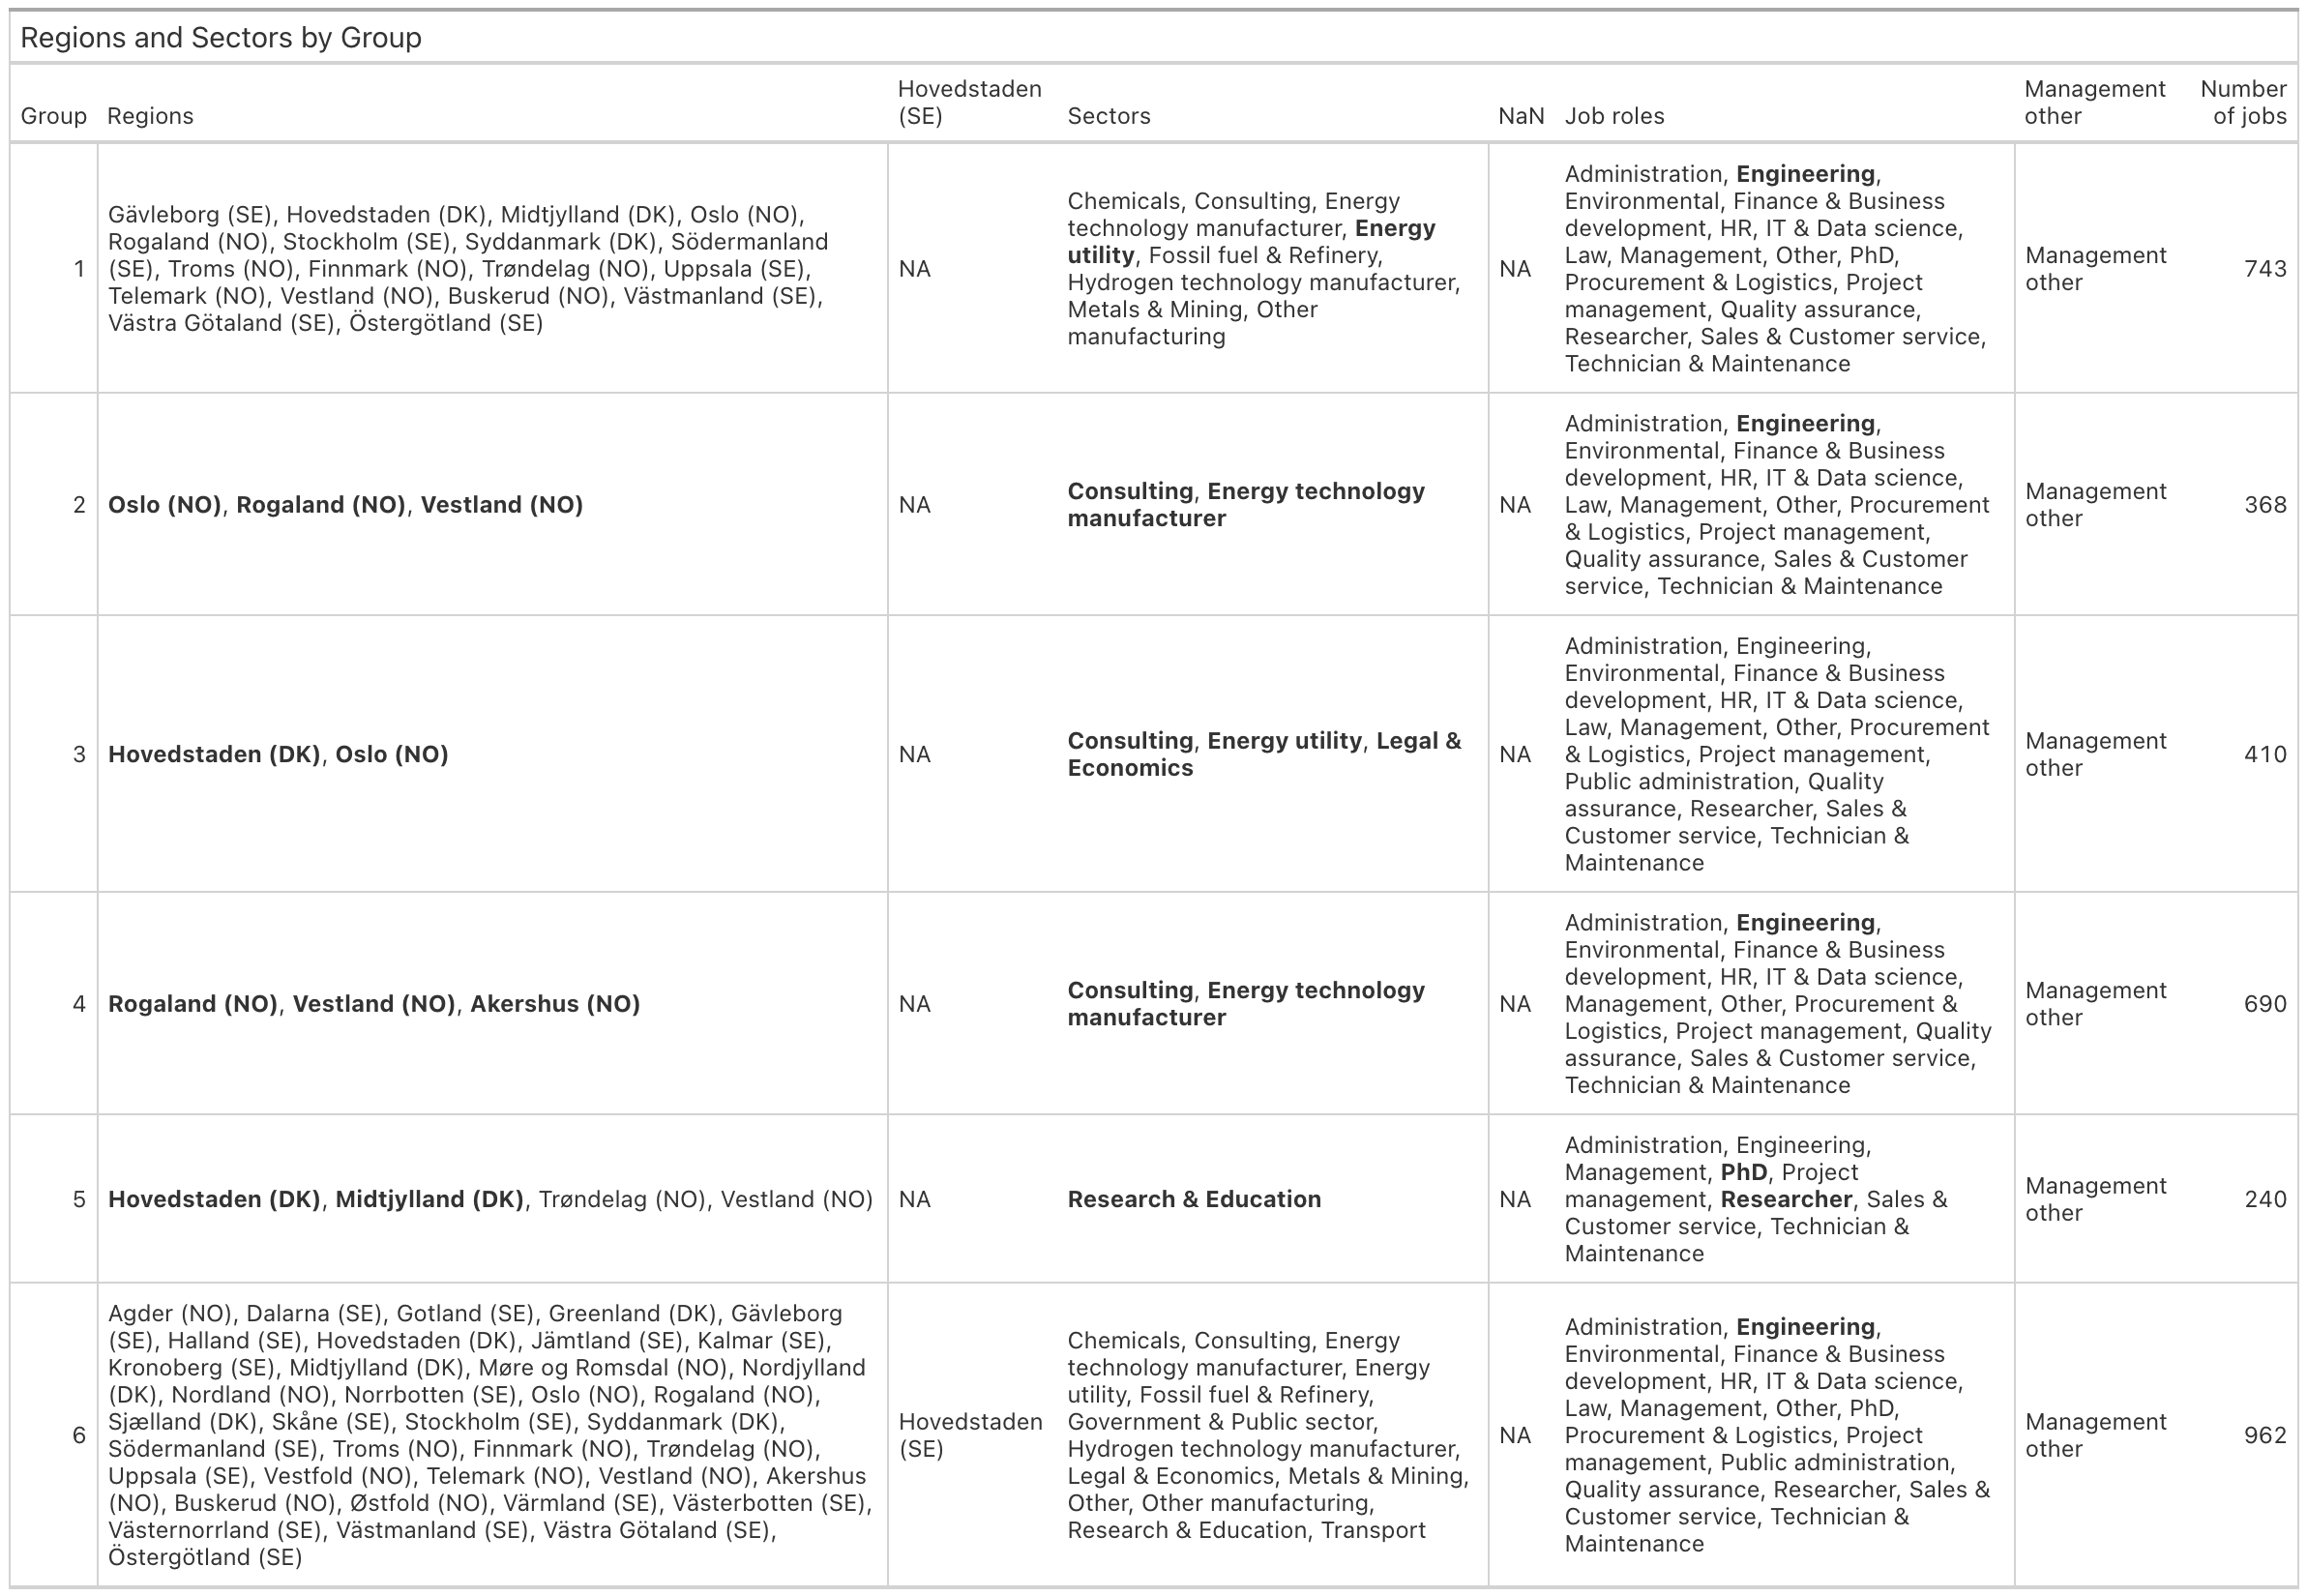 Regions and Sectors by Group
Group Regions Hovedstaden (SE) Sectors NaN Job roles Management other Number of jobs
1
Gävleborg (SE), Hovedstaden (DK), Midtjylland (DK), Oslo (NO),
Rogaland (NO), Stockholm (SE), Syddanmark (DK), Södermanland
(SE), Troms (NO), Finnmark (NO), Trøndelag (NO), Uppsala (SE),
Telemark (NO), Vestland (NO), Buskerud (NO), Västmanland (SE),
Västra Götaland (SE), Östergötland (SE)
NA
Chemicals, Consulting, Energy
technology manufacturer, Energy
utility, Fossil fuel & Refinery,
Hydrogen technology manufacturer,
Metals & Mining, Other
manufacturing
NA
Administration, Engineering,
Environmental, Finance & Business
development, HR, IT & Data science,
Law, Management, Other, PhD,
Procurement & Logistics, Project
management, Quality assurance,
Researcher, Sales & Customer service,
Technician & Maintenance
Management
other
743
2
Oslo (NO), Rogaland (NO), Vestland (NO)
NA
Consulting, Energy technology
manufacturer
NA
Administration, Engineering,
Environmental, Finance & Business
development, HR, IT & Data science,
Law, Management, Other, Procurement
& Logistics, Project management,
Quality assurance, Sales & Customer
service, Technician & Maintenance
Management
other
368
3
Hovedstaden (DK), Oslo (NO)
NA
Consulting, Energy utility, Legal &
Economics
NA
Administration, Engineering,
Environmental, Finance & Business
development, HR, IT & Data science,
Law, Management, Other, Procurement
& Logistics, Project management,
Public administration, Quality
assurance, Researcher, Sales &
Customer service, Technician &
Maintenance
Management
other
410
4
Rogaland (NO), Vestland (NO), Akershus (NO)
NA
Consulting, Energy technology
manufacturer
NA
Administration, Engineering,
Environmental, Finance & Business
development, HR, IT & Data science,
Management, Other, Procurement &
Logistics, Project management, Quality
assurance, Sales & Customer service,
Technician & Maintenance
Management
other
690
5
Hovedstaden (DK), Midtjylland (DK), Trøndelag (NO), Vestland (NO)
NA
Research & Education
NA
Administration, Engineering,
Management, PhD, Project
management, Researcher, Sales &
Customer service, Technician &
Maintenance
Management
other
240
6
Agder (NO), Dalarna (SE), Gotland (SE), Greenland (DK), Gävleborg
(SE), Halland (SE), Hovedstaden (DK), Jämtland (SE), Kalmar (SE),
Kronoberg (SE), Midtjylland (DK), Møre og Romsdal (NO), Nordjylland
(DK), Nordland (NO), Norrbotten (SE), Oslo (NO), Rogaland (NO),
Sjælland (DK), Skåne (SE), Stockholm (SE), Syddanmark (DK),
Södermanland (SE), Troms (NO), Finnmark (NO), Trøndelag (NO),
Uppsala (SE), Vestfold (NO), Telemark (NO), Vestland (NO), Akershus
(NO), Buskerud (NO), Østfold (NO), Värmland (SE), Västerbotten (SE),
Västernorrland (SE), Västmanland (SE), Västra Götaland (SE),
Östergötland (SE)
Hovedstaden
(SE)
Chemicals, Consulting, Energy
technology manufacturer, Energy
utility, Fossil fuel & Refinery,
Government & Public sector,
Hydrogen technology manufacturer,
Legal & Economics, Metals & Mining,
Other, Other manufacturing,
Research & Education, Transport
NA
Administration, Engineering,
Environmental, Finance & Business
development, HR, IT & Data science,
Law, Management, Other, PhD,
Procurement & Logistics, Project
management, Public administration,
Quality assurance, Researcher, Sales &
Customer service, Technician &
Maintenance
Management
other
962